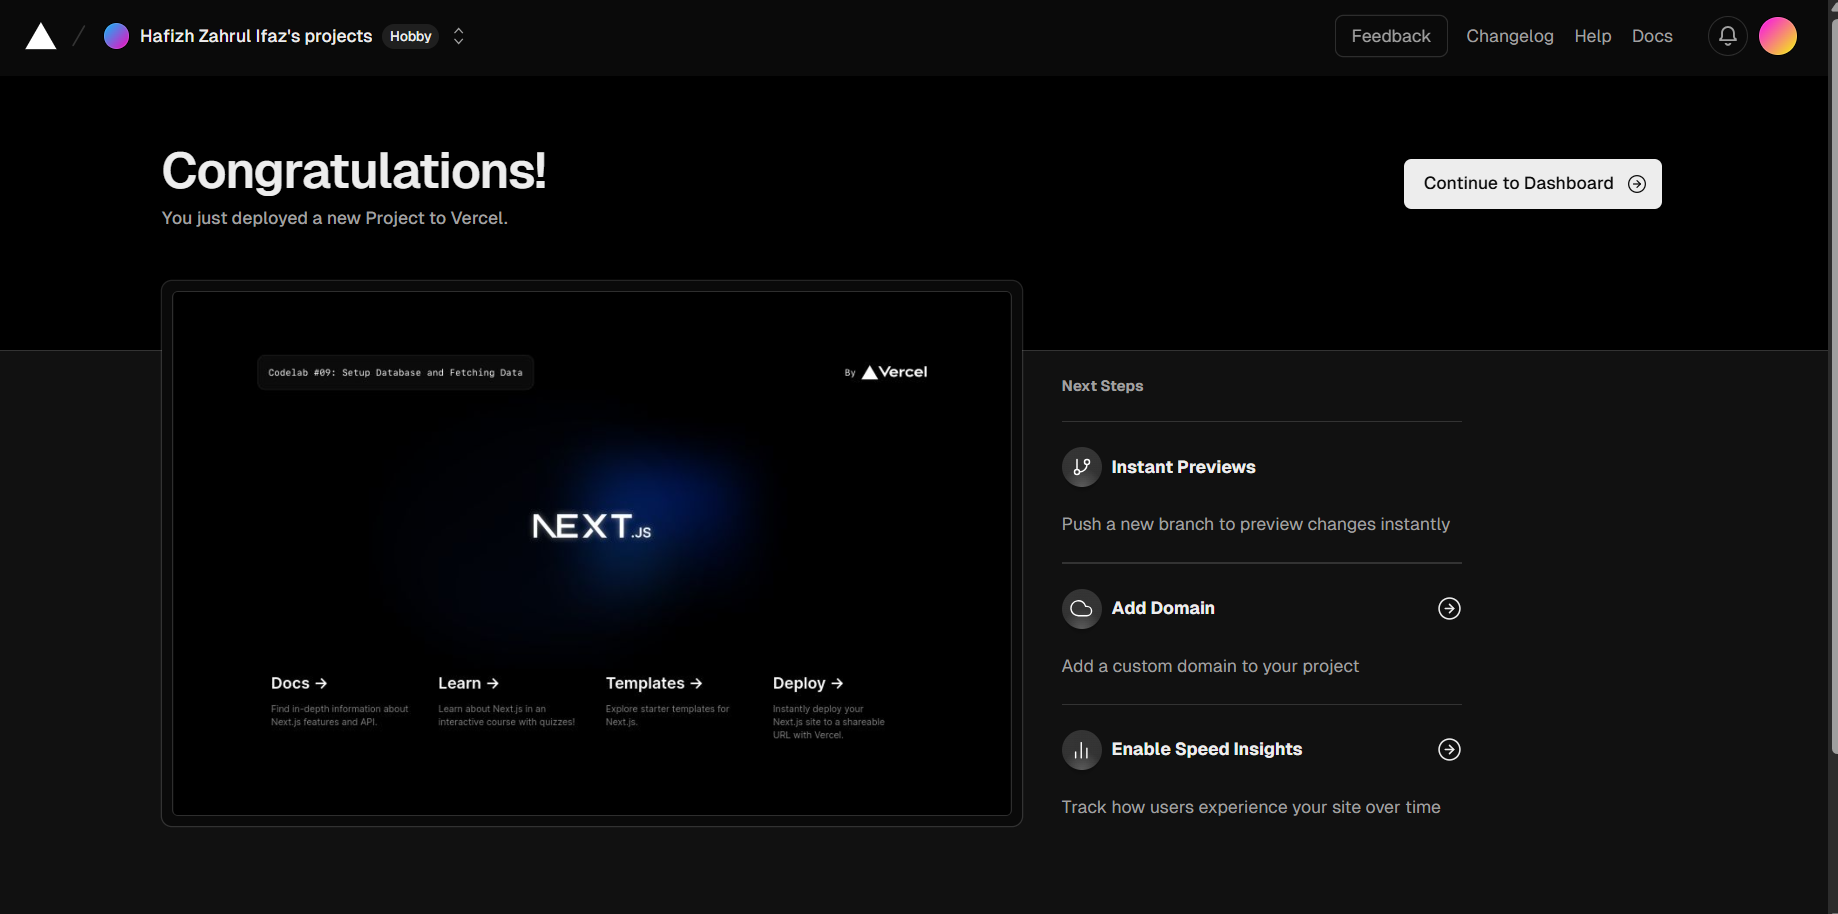 Hafizh Zahrul Ifaz's projects Hobby
Feedback Changelog Help Docs
Congratulations!
You just deployed a new Project to Vercel.
Continue to Dashboard
Codelab #09: Setup Database and Fetching Data
By Vercel
NEXT.JS
Docs →
Find in-depth information about
Next.js features and API.
Learn →
Learn about Next.js in an
interactive course with quizzes!
Templates →
Explore starter templates for
Next.js.
Deploy →
Instantly deploy your
Next.js site to a shareable
URL with Vercel.
Next Steps
Instant Previews
Push a new branch to preview changes instantly
Add Domain
Add a custom domain to your project
Enable Speed Insights
Track how users experience your site over time